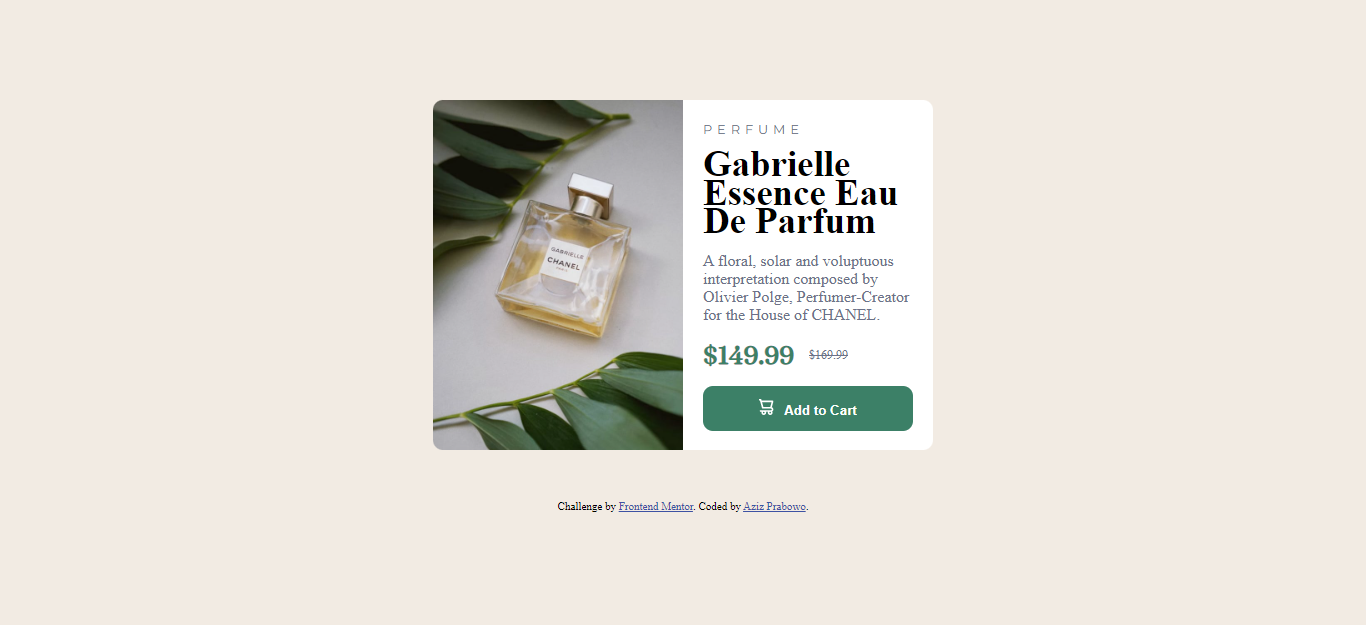 PERFUME
Gabrielle
Essence Eau
De Parfum
A floral, solar and voluptuous
interpretation composed by
Olivier Polge, Perfumer-Creator
for the House of CHANEL.
$149.99 $169.99
Add to Cart
GABRIELLE
CHANEL
PARIS
Challenge by Frontend Mentor. Coded by Aziz Prabowo.